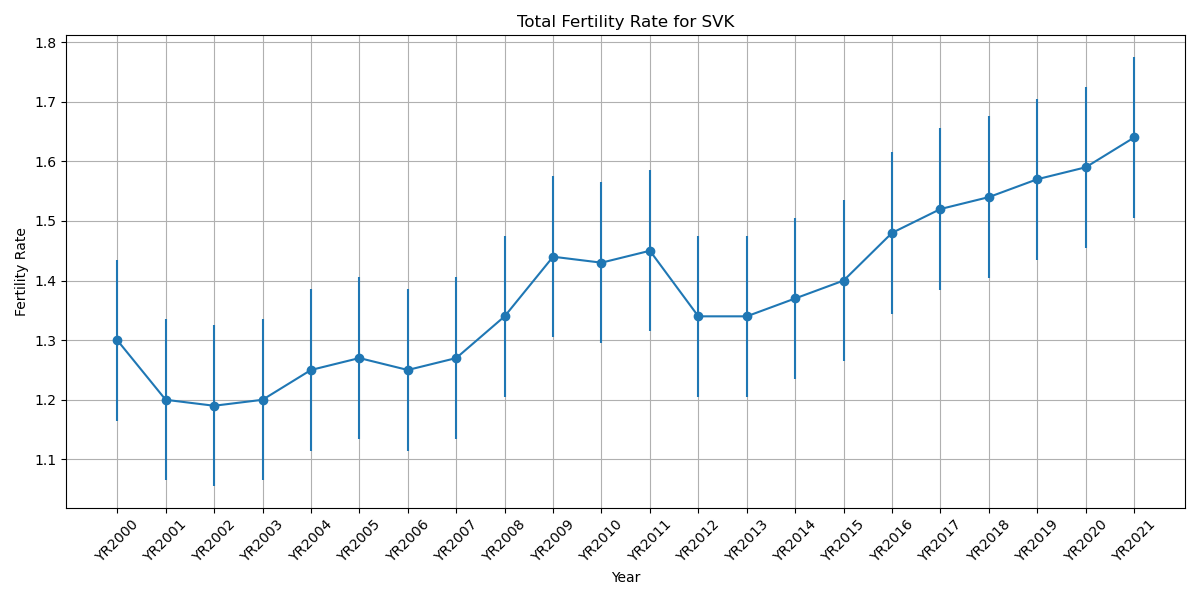 Total Fertility Rate for SVK
Fertility Rate
1.8
1.7
1.6
1.5
1.4
1.3
1.2
1.1
YR2000
YR2001
YR2002
YR2003
YR2004
YR2005
YR2006
YR2007
YR2008
YR2009
YR2010
YR2011
YR2012
YR2013
YR2014
YR2015
YR2016
YR2017
YR2018
YR2019
YR2020
YR2021
Year